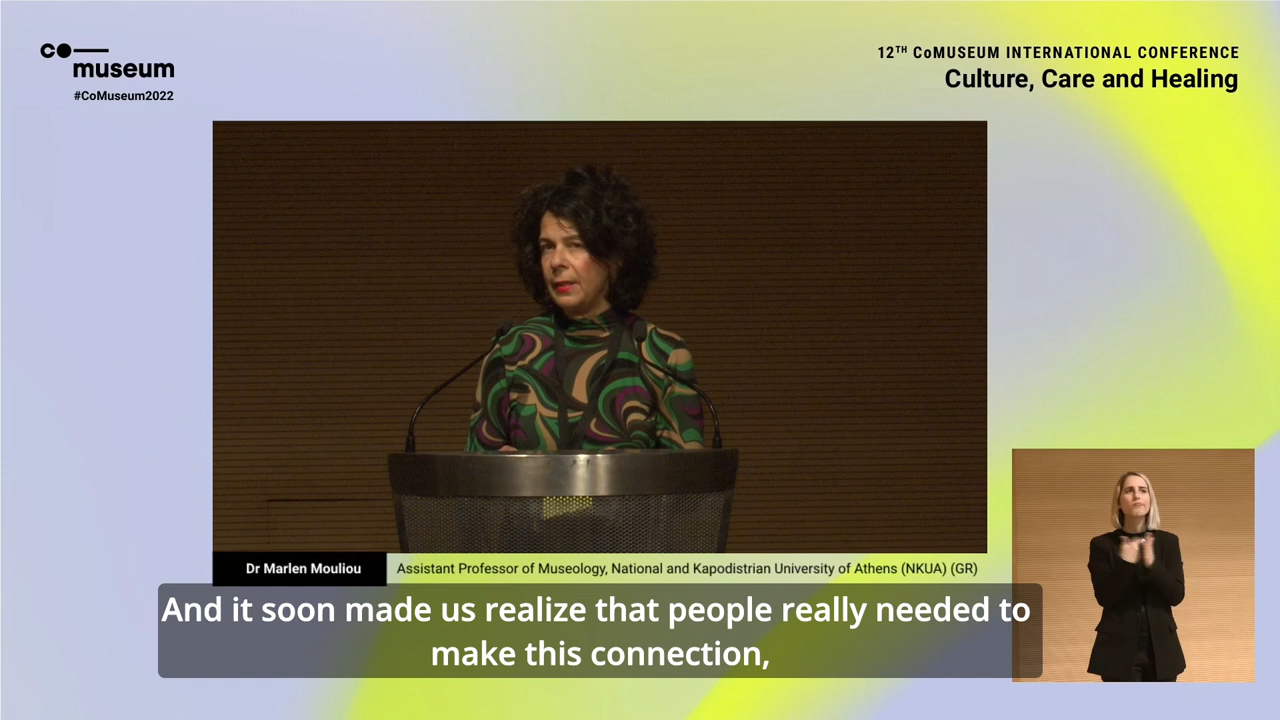 co museum
#CoMuseum2022
12TH CoMUSEUM INTERNATIONAL CONFERENCE
Culture, Care and Healing
Dr Marlen Mouliou
Assistant Professor of Museology, National and Kapodistrian University of Athens (NKUA) (GR)
And it soon made us realize that people really needed to
make this connection,